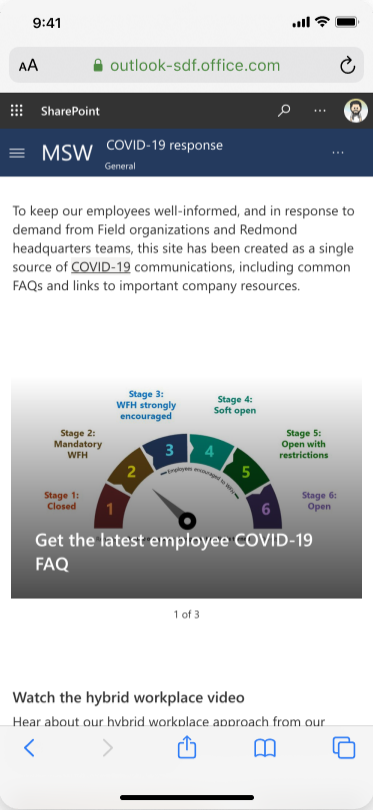 9:41
AA
outlook-sdf.office.com
SharePoint
MSW
COVID-19 response
General
To keep our employees well-informed, and in response to
demand from Field organizations and Redmond
headquarters teams, this site has been created as a single
source of COVID-19 communications, including common
FAQs and links to important company resources.
Stage 1:
Closed
Stage 2:
Mandatory
WFH
Stage 3:
WFH strongly
encouraged
Stage 4:
Soft open
Stage 5:
Open with
restrictions
Stage 6:
Open
1
2
3
4
5
6
Employees encouraged to WFH
Get the latest employee COVID-19
FAQ
1 of 3
Watch the hybrid workplace video
Hear about our hybrid workplace approach from our